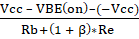 Vcc - VBE(on)-(-Vcc)
Rb+(1 + β)*Re